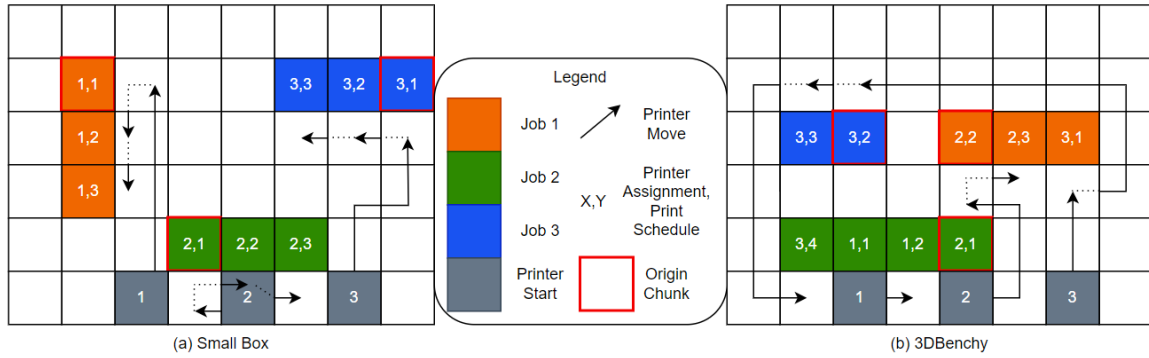 1,1
3,3 3,2 3,1
1,2
1,3
2,1 2,2 2,3
1 2 3
(a) Small Box
Legend
Job 1
Printer
Move
Job 2
X,Y
Printer
Assignment,
Print
Schedule
Job 3
Printer
Start
Origin
Chunk
3,3 3,2 2,2 2,3 3,1
3,4 1,1 1,2 2,1
1 2 3
(b) 3DBenchy